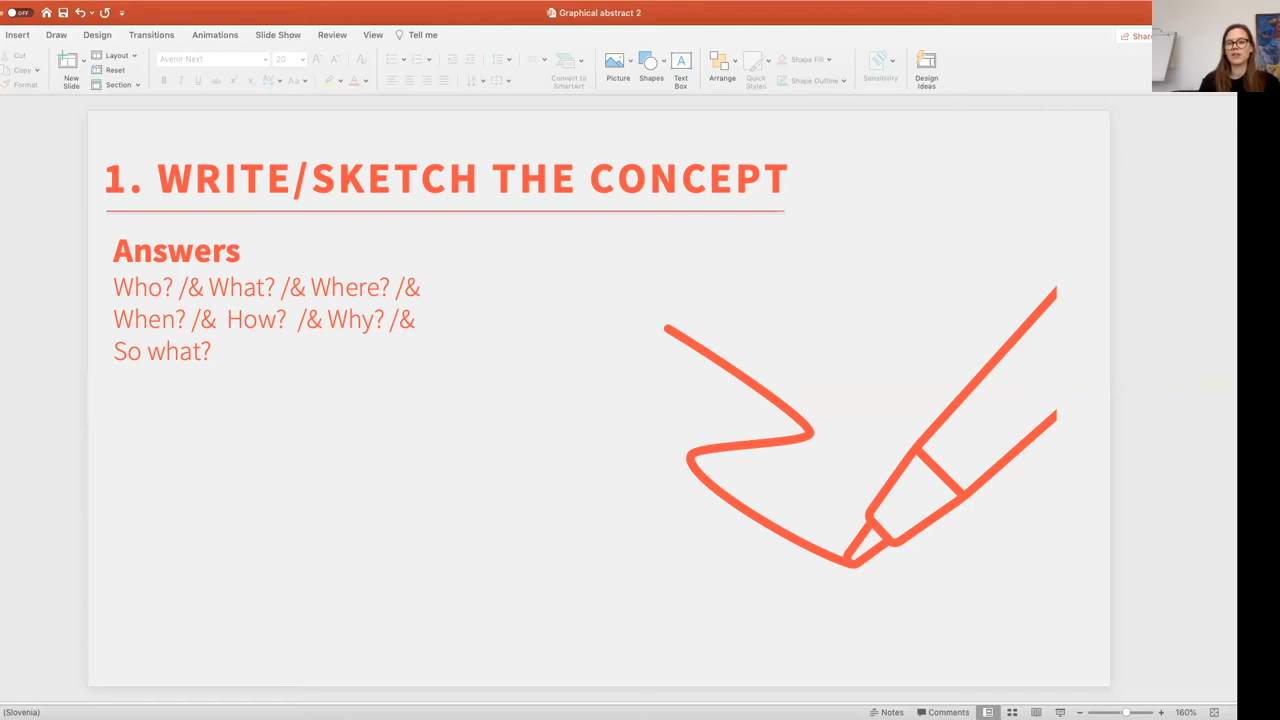 OFF
Graphical abstract 2
Insert
Draw
Design
Transitions
Animations
Slide Show
Review
View
Tell me
Cut
Copy
Format
New Slide
Layout
Reset
Section
Avenir Next
20
Convert to SmartArt
Picture
Shapes
Text Box
Arrange
Quick Styles
Shape Fill
Shape Outline
Sensitivity
Design Ideas
1. WRITE/SKETCH THE CONCEPT
Answers
Who? /& What? /& Where? /&
When? /& How? /& Why? /&
So what?
(Slovenia)
Notes
Comments
160%